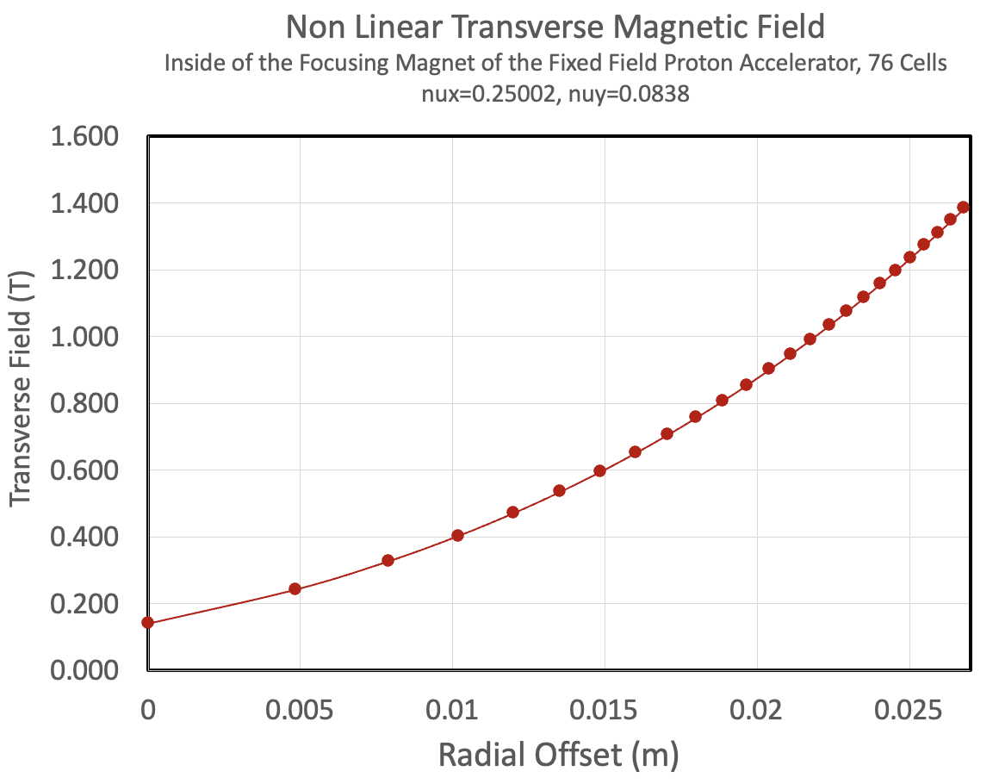 Non Linear Transverse Magnetic Field
Inside of the Focusing Magnet of the Fixed Field Proton Accelerator, 76 Cells
nux=0.25002, nuy=0.0838
1.600
1.400
1.200
1.000
0.800
0.600
0.400
0.200
0.000
Transverse Field (T)
0 0.005 0.01 0.015 0.02 0.025
Radial Offset (m)